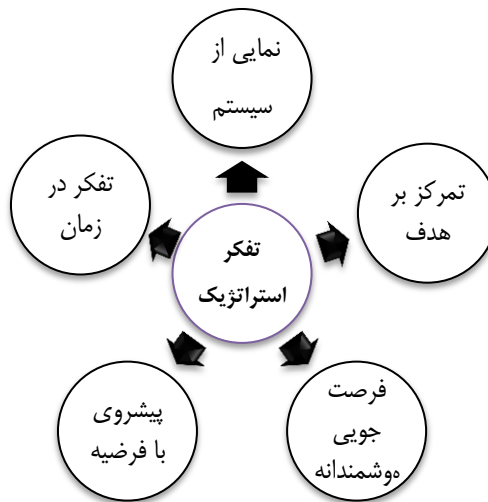 نمایی از
سیستم
تمرکز بر
هدف
تفکر در
زمان
تفکر
استراتژیک
فرصت
جویی
هوشمندانه
پیشروی
با فرضیه